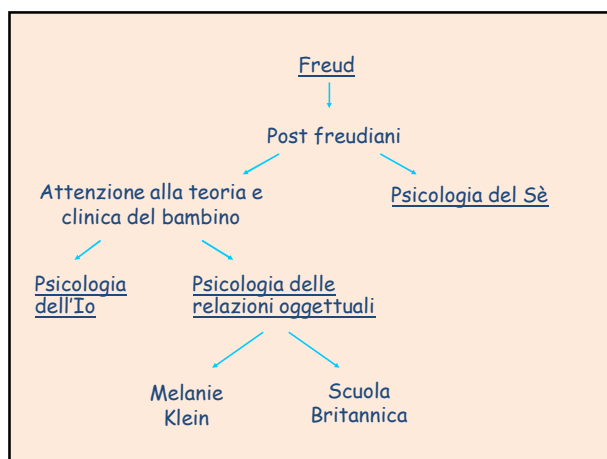 Freud
Post freudiani
Attenzione alla teoria e
clinica del bambino
Psicologia del Sè
Psicologia
dell'Io
Psicologia delle
relazioni oggettuali
Melanie
Klein
Scuola
Britannica